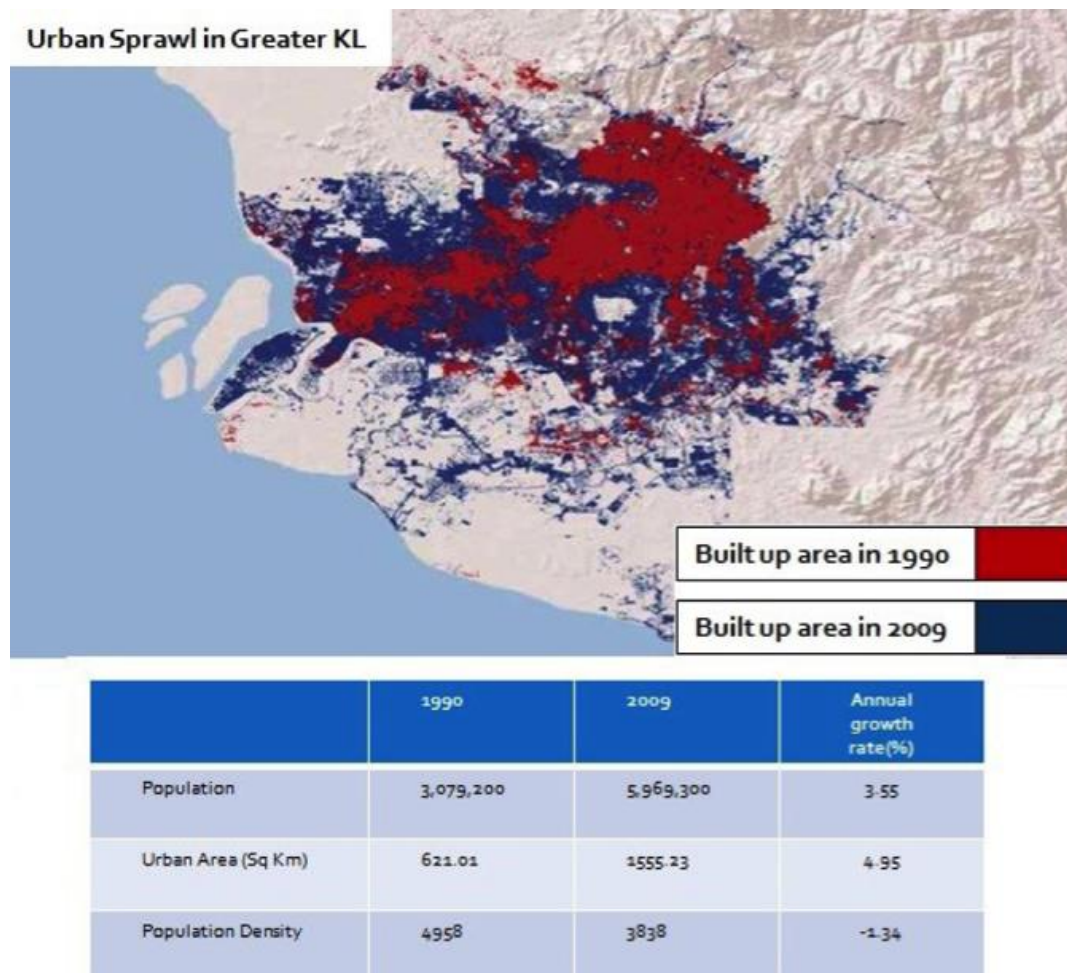 Urban Sprawl in Greater KL
Built up area in 1990
Built up area in 2009
1990 2009 Annual
growth
rate(%)
Population 3,079,200 5,969,300 3.55
Urban Area (Sq Km) 621.01 1555.23 4.95
Population Density 4958 3838 -1.34